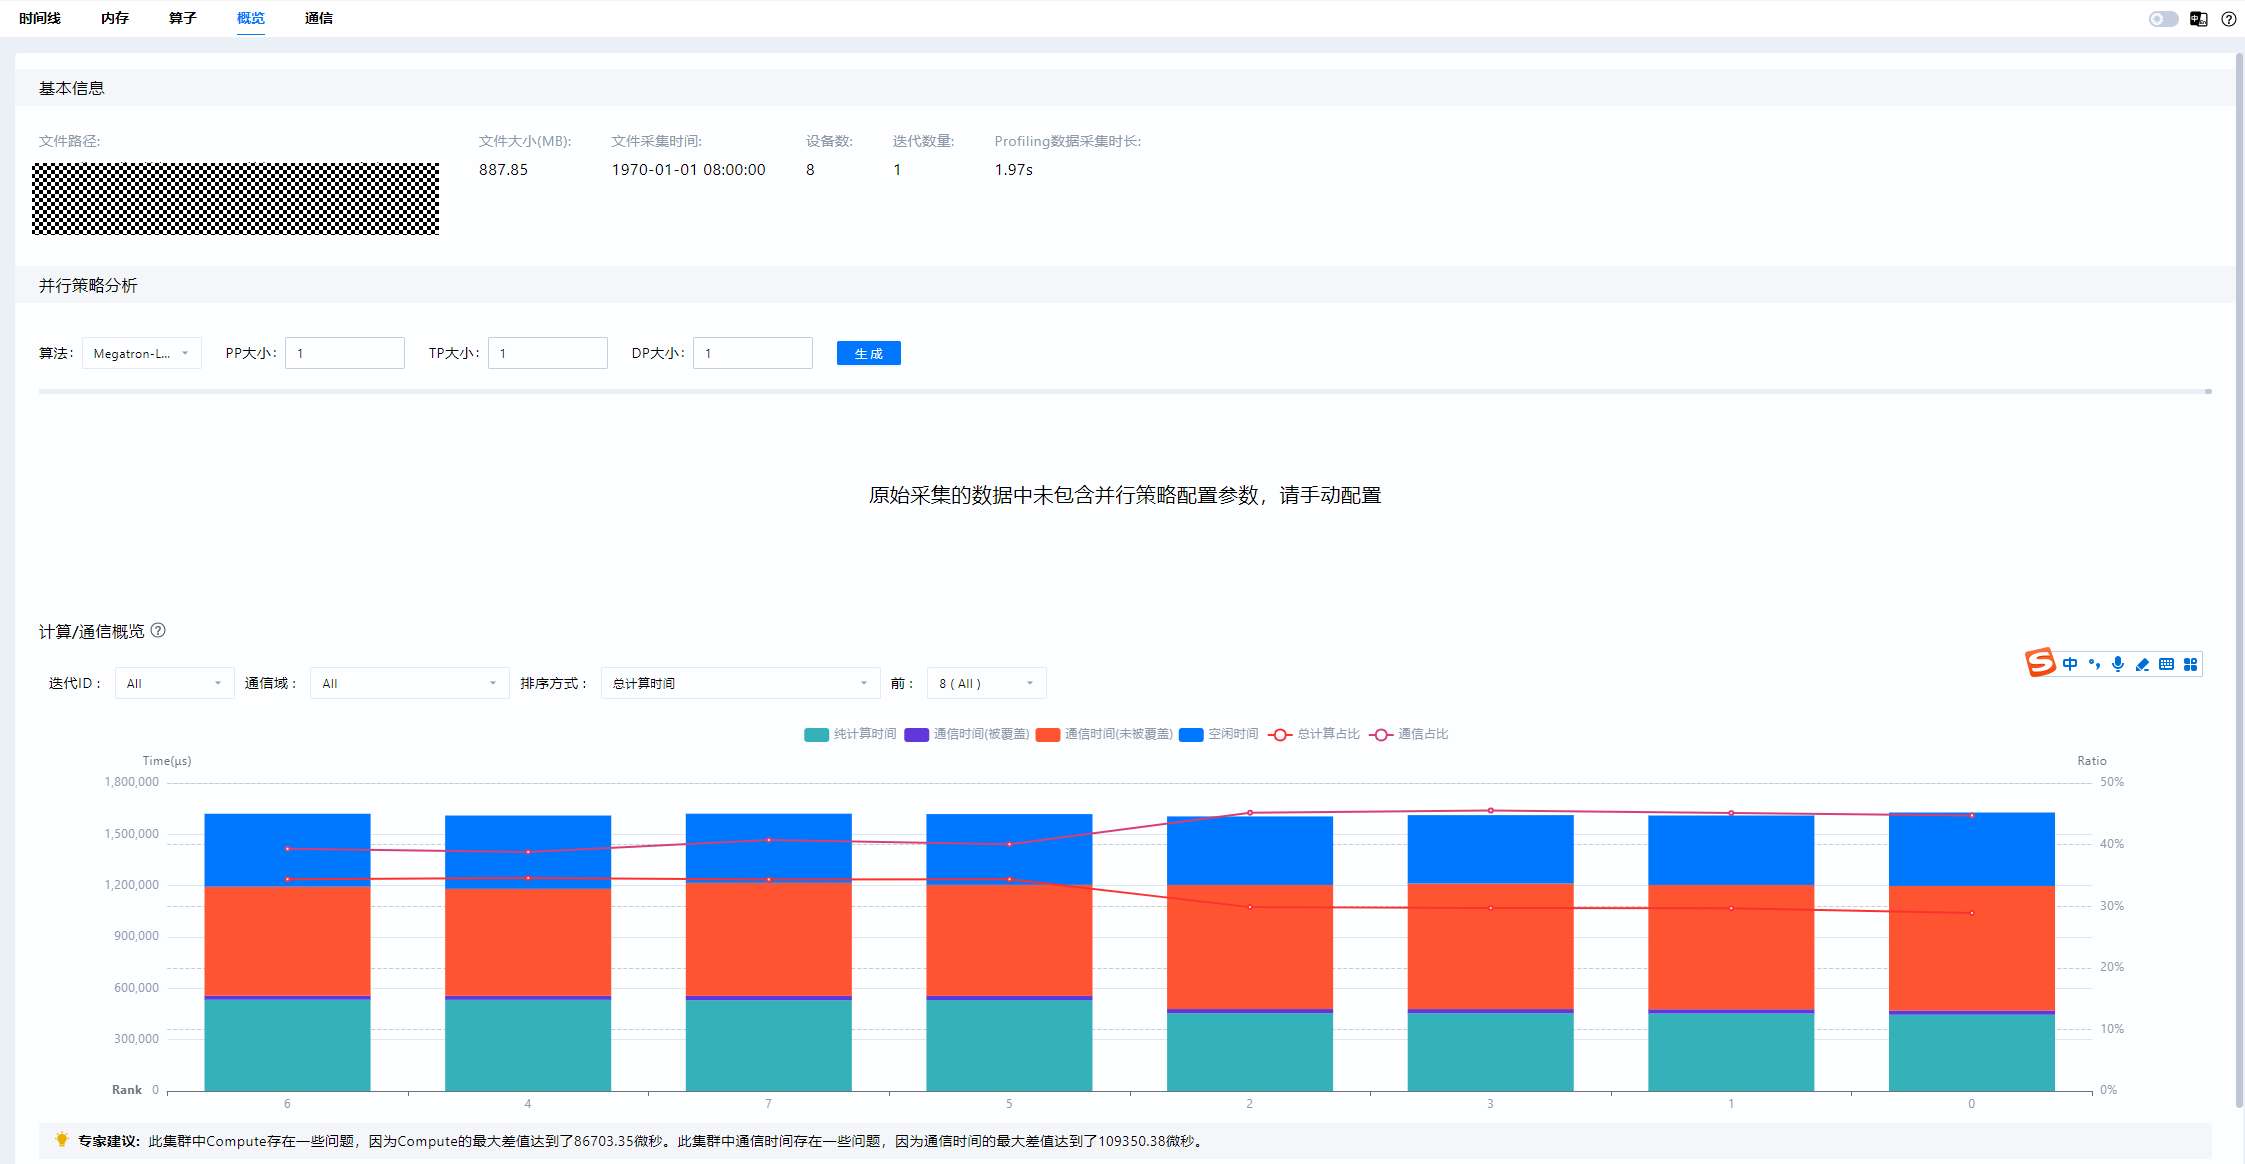 时间线 内存 算子 概览 通信
基本信息
文件路径: 文件大小(MB): 文件采集时间: 设备数: 迭代数量: Profiling数据采集时长:
887.85 1970-01-01 08:00:00 8 1 1.97s
并行策略分析
算法: Megatron-L... PP大小: 1 TP大小: 1 DP大小: 1 生成
原始采集的数据中未包含并行策略配置参数，请手动配置
计算/通信概览
中
迭代ID: All 通信域: All 排序方式: 总计算时间 前: 8 ( All )
纯计算时间 通信时间(被覆盖) 通信时间(未被覆盖) 空闲时间 总计算占比 通信占比
Time(μs) Ratio
1,800,000 50%
1,500,000
40%
1,200,000
30%
900,000
20%
600,000
10%
300,000
Rank 0 0%
6 4 7 5 2 3 1 0
专家建议: 此集群中Compute存在一些问题，因为Compute的最大差值达到了86703.35微秒。此集群中通信时间存在一些问题，因为通信时间的最大差值达到了109350.38微秒。